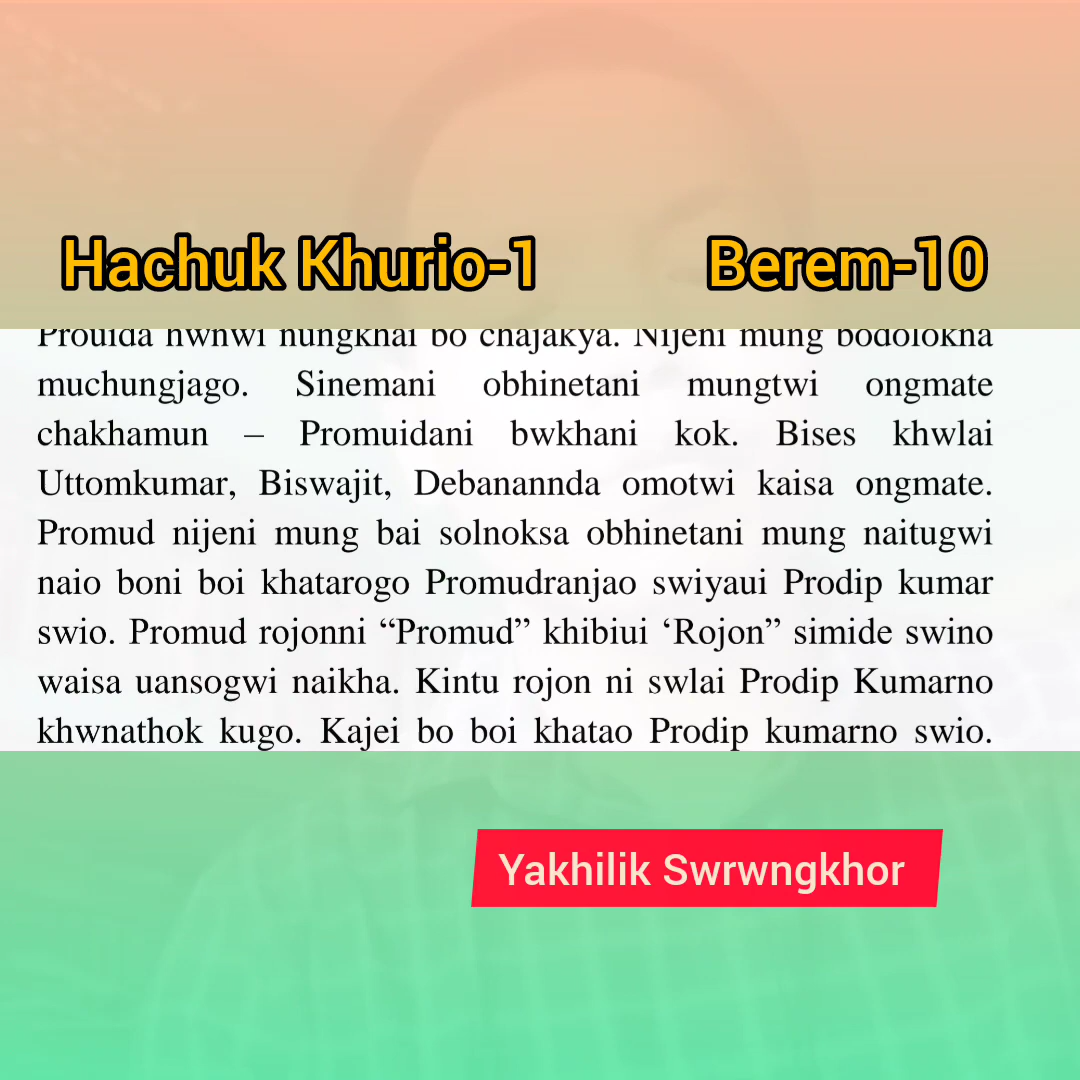 Hachuk Khurio-1 Berem-10
Prouida hwnwi nungkhai bo chajakya. Nijeni mung bodolokna
muchungjago. Sinemani obhinetani mungtwi ongmate
chakhamun – Promuidani bwkhani kok. Bises khwlai
Uttomkumar, Biswajit, Debanannda omotwi kaisa ongmate.
Promud nijeni mung bai solnoksa obhinetani mung naitugwi
naio boni boi khatarogo Promudranjao swiyaui Prodip kumar
swio. Promud rojonni “Promud” khibiui ‘Rojon” simide swino
waisa uansogwi naikha. Kintu rojon ni swlai Prodip Kumarno
khwnathok kugo. Kajei bo boi khatao Prodip kumarno swio.
Yakhilik Swrwngkhor